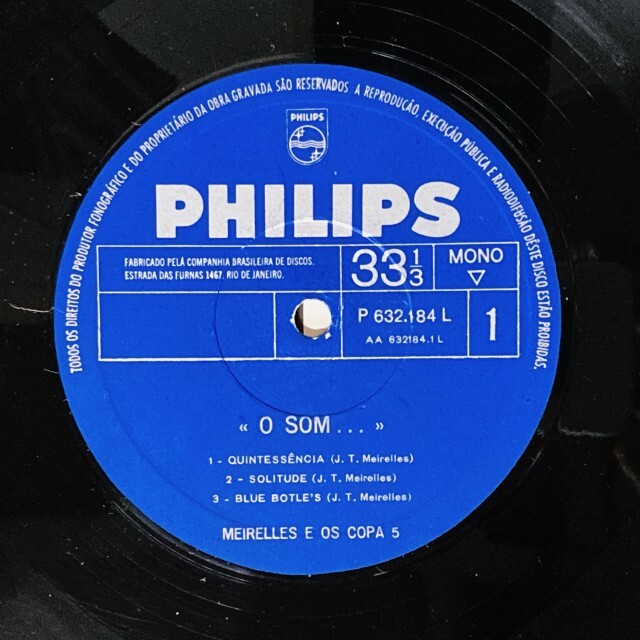 TODOS OS DIREITOS DO PRODUTOR FONOGRÁFICO E DO PROPRIETÁRIO DA OBRA GRAVADA SÃO RESERVADOS. A REPRODUÇÃO, EXECUÇÃO PÚBLICA E RADIODIFUSÃO DÊSTE DISCO ESTÃO PROIBIDAS.
PHILIPS
PHILIPS
FABRICADO PELA COMPANHIA BRASILEIRA DE DISCOS.
ESTRADA DAS FURNAS 1467, RIO DE JANEIRO.
33 1/3
MONO
P 632.184 L
AA 632184.1 L
1
« O SOM... »
1 - QUINTESSÊNCIA (J. T. Meirelles)
2 - SOLITUDE (J. T. Meirelles)
3 - BLUE BOTLE'S (J. T. Meirelles)
MEIRELLES E OS COPA 5